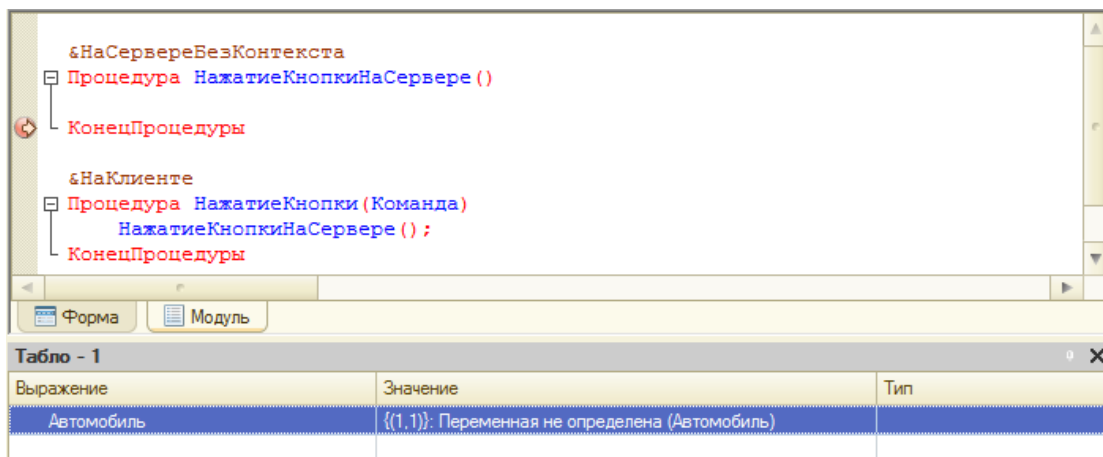 &НаСервереБезКонтекста
Процедура НажатиеКнопкиНаСервере()
КонецПроцедуры
&НаКлиенте
Процедура НажатиеКнопки(Команда)
НажатиеКнопкиНаСервере();
КонецПроцедуры
Форма Модуль
Табло - 1
Выражение Значение Тип
Автомобиль {(1,1)}: Переменная не определена (Автомобиль)